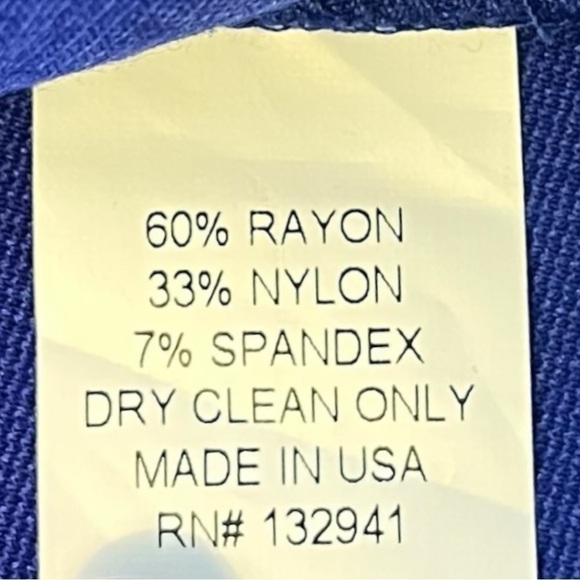 60% RAYON
33% NYLON
7% SPANDEX
DRY CLEAN ONLY
MADE IN USA
RN# 132941